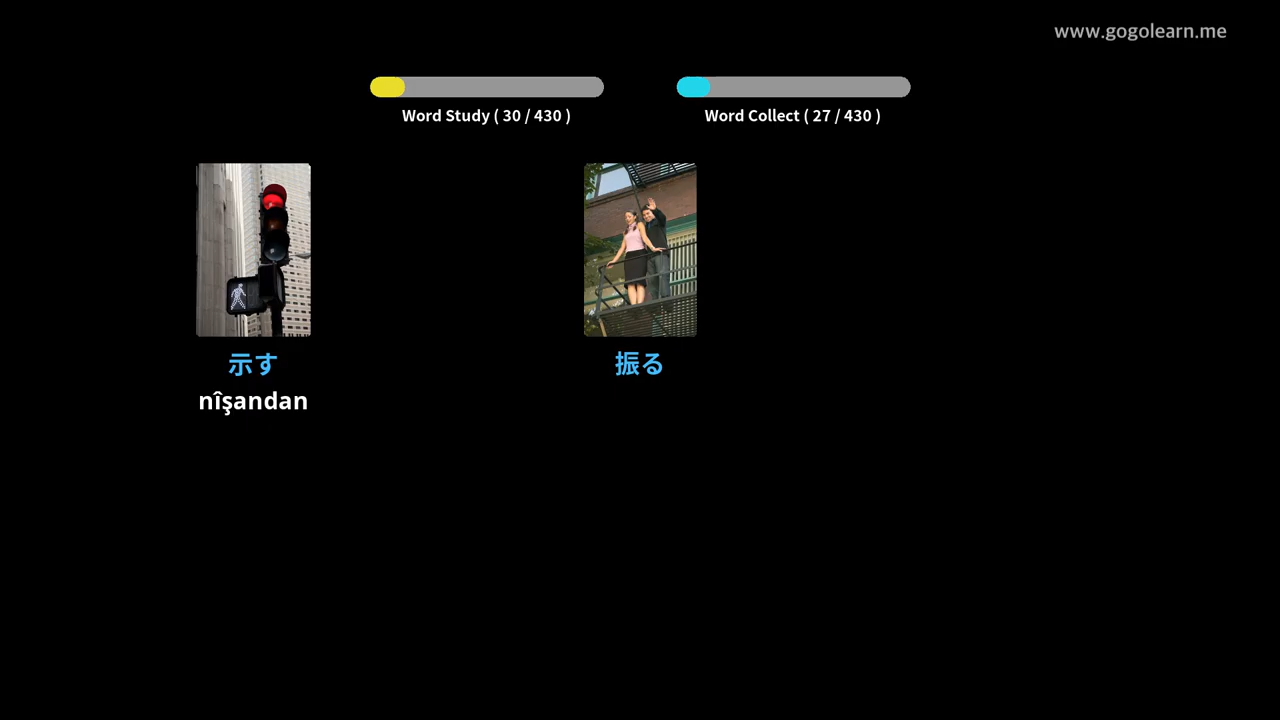 www.gogolearn.me
Word Study ( 30 / 430 )
Word Collect ( 27 / 430 )
示す
振る
nîşandan